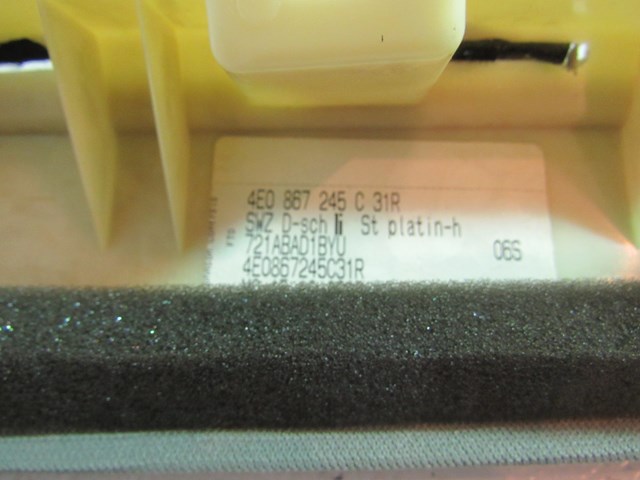 4E0 867 245 C 31R
SWZ D-sch li St platin-h
721ABAD1BYU
06S
4E0867245C31R